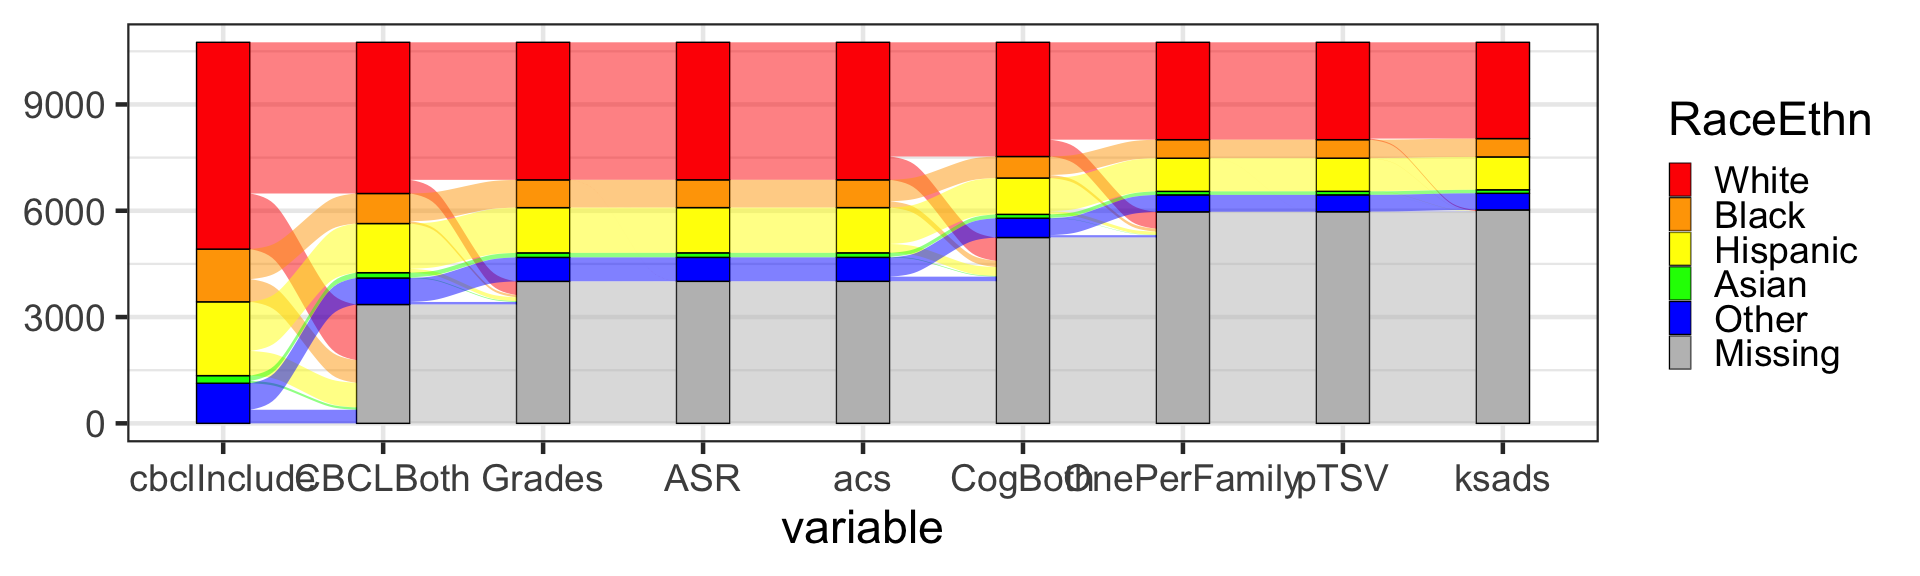 9000
6000
3000
0
cbclInclude CBCLBoth Grades ASR acs CogBoth OnePerFamily pTSV ksads
variable
RaceEthn
White
Black
Hispanic
Asian
Other
Missing